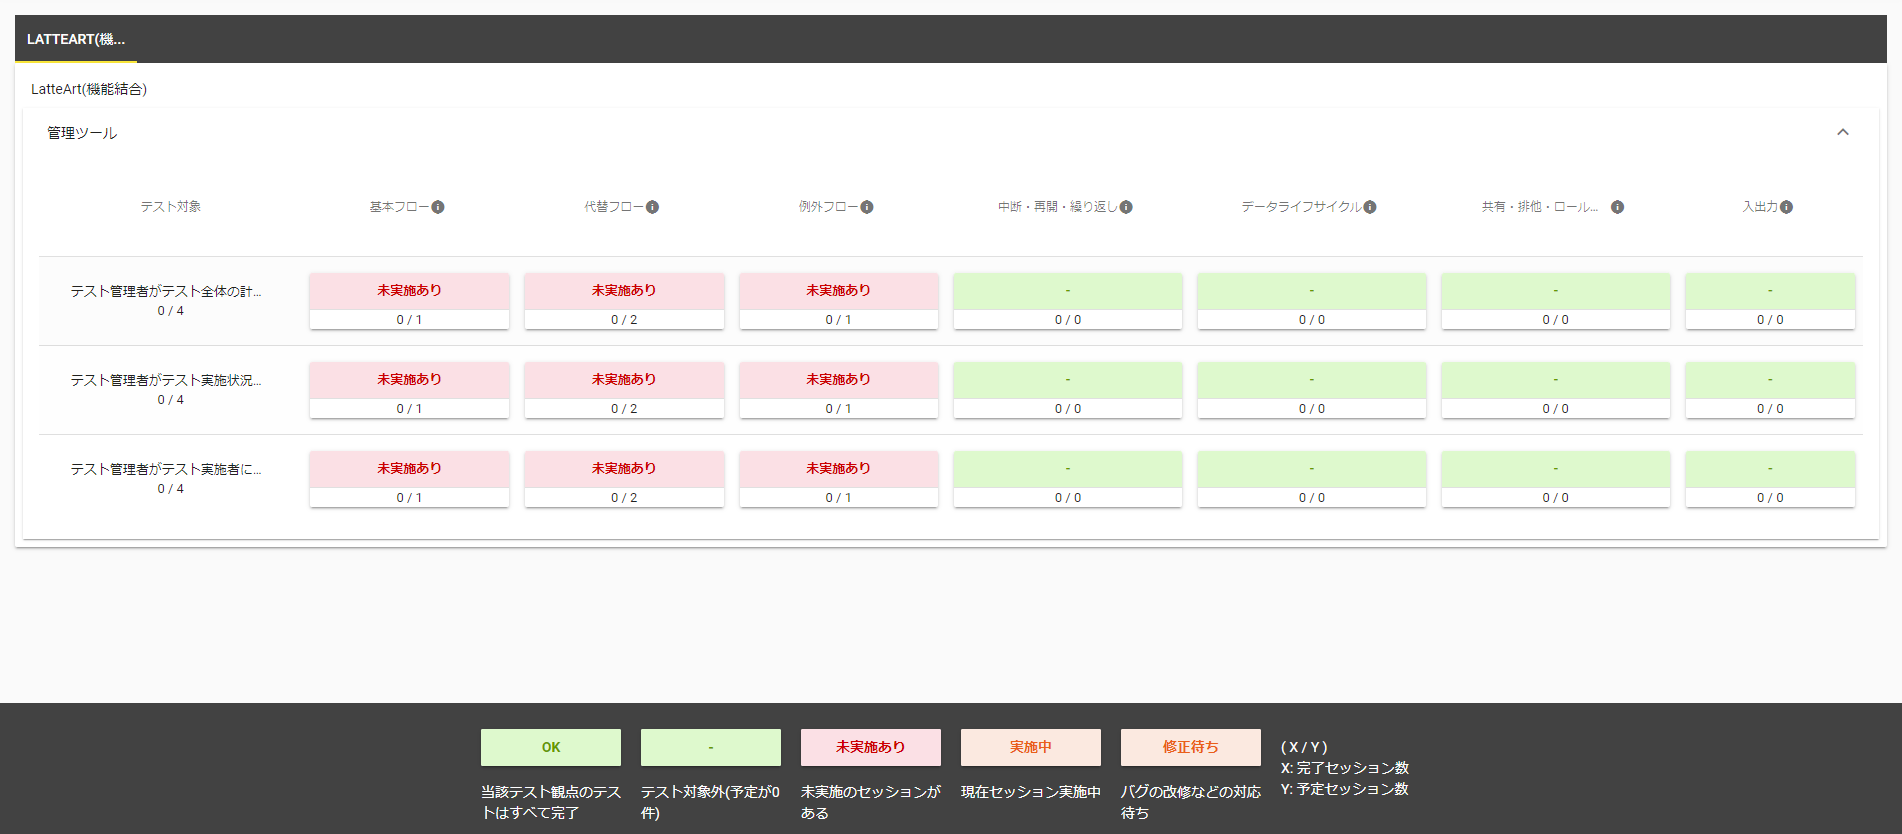 LATTEART(機...
LatteArt(機能結合)
管理ツール
テスト対象 基本フロー 代替フロー 例外フロー 中断・再開・繰り返し データライフサイクル 共有・排他・ロール... 入出力
テスト管理者がテスト全体の計... 未実施あり 未実施あり 未実施あり - - - -
0 / 4 0 / 1 0 / 2 0 / 1 0 / 0 0 / 0 0 / 0 0 / 0
テスト管理者がテスト実施状況... 未実施あり 未実施あり 未実施あり - - - -
0 / 4 0 / 1 0 / 2 0 / 1 0 / 0 0 / 0 0 / 0 0 / 0
テスト管理者がテスト実施者に... 未実施あり 未実施あり 未実施あり - - - -
0 / 4 0 / 1 0 / 2 0 / 1 0 / 0 0 / 0 0 / 0 0 / 0
OK
当該テスト観点のテス
トはすべて完了
-
テスト対象外(予定が0
件)
未実施あり
未実施のセッションが
ある
実施中
現在セッション実施中
修正待ち
バグの改修などの対応
待ち
( X / Y )
X: 完了セッション数
Y: 予定セッション数